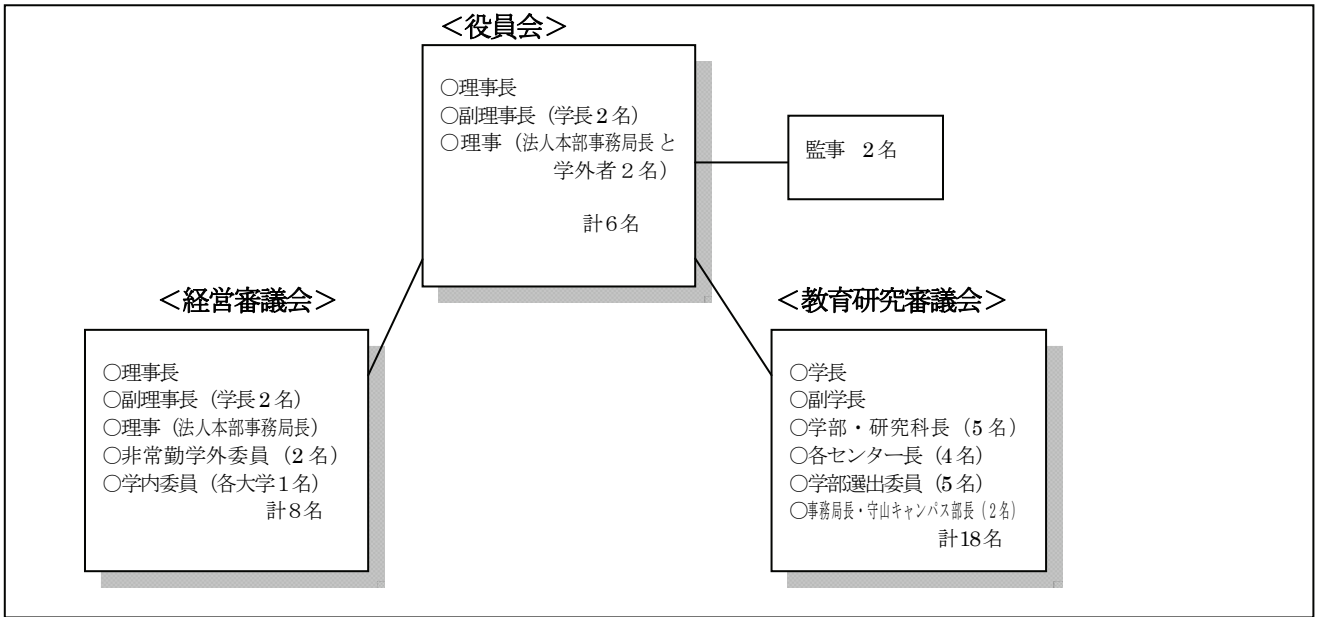 ＜役員会＞
○理事長
○副理事長（学長2名）
○理事（法人本部事務局長と
学外者２名）
計６名
監事　2名
＜経営審議会＞
○理事長
○副理事長（学長2名）
○理事（法人本部事務局長）
○非常勤学外委員（2名）
○学内委員（各大学1名）
計８名
＜教育研究審議会＞
○学長
○副学長
○学部・研究科長（5名）
○各センター長（4名）
○学部選出委員（5名）
○事務局長・守山キャンパス部長（2名）
計18名